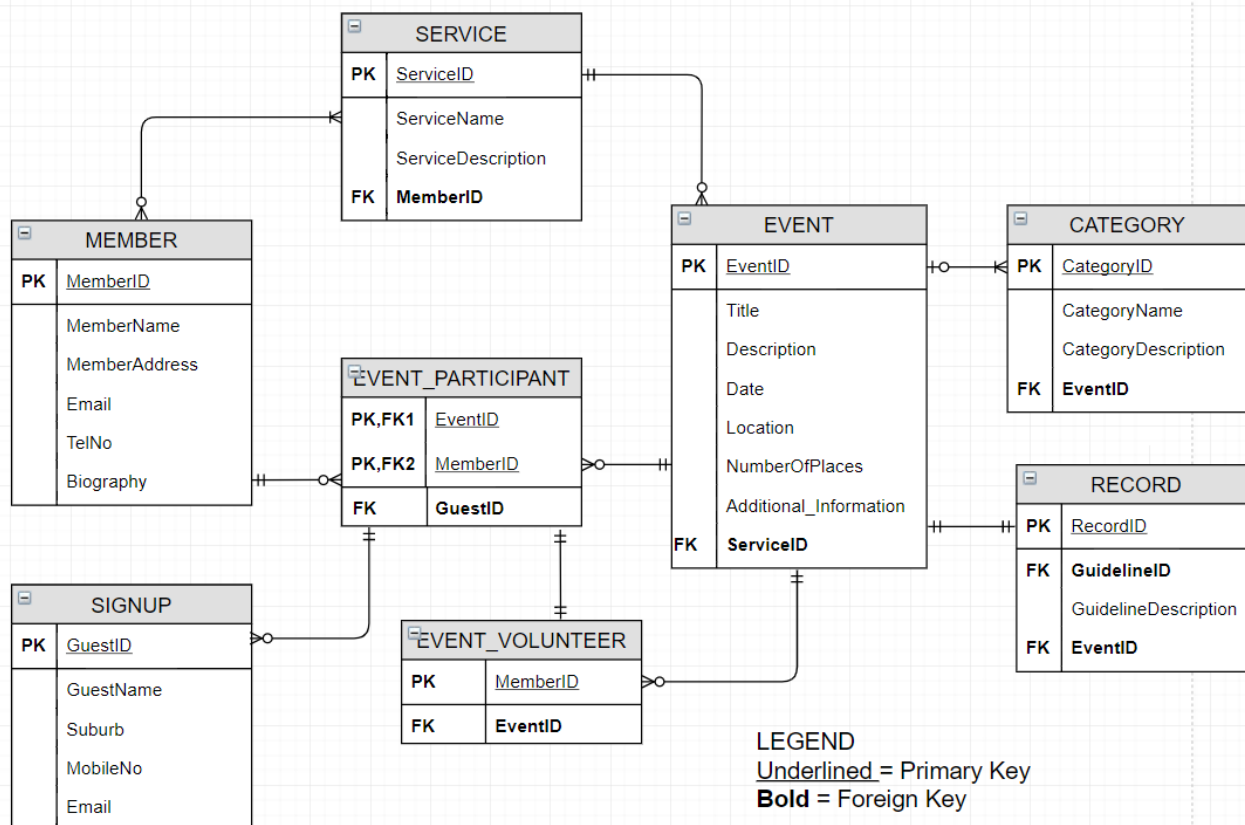 SERVICE
PK ServiceID
ServiceName
ServiceDescription
FK MemberID
MEMBER
PK MemberID
MemberName
MemberAddress
Email
TelNo
Biography
EVENT_PARTICIPANT
PK,FK1 EventID
PK,FK2 MemberID
FK GuestID
SIGNUP
PK GuestID
GuestName
Suburb
MobileNo
Email
EVENT_VOLUNTEER
PK MemberID
FK EventID
EVENT
PK EventID
Title
Description
Date
Location
NumberOfPlaces
Additional_Information
FK ServiceID
CATEGORY
PK CategoryID
CategoryName
CategoryDescription
FK EventID
RECORD
PK RecordID
FK GuidelineID
GuidelineDescription
FK EventID
LEGEND
Underlined = Primary Key
Bold = Foreign Key